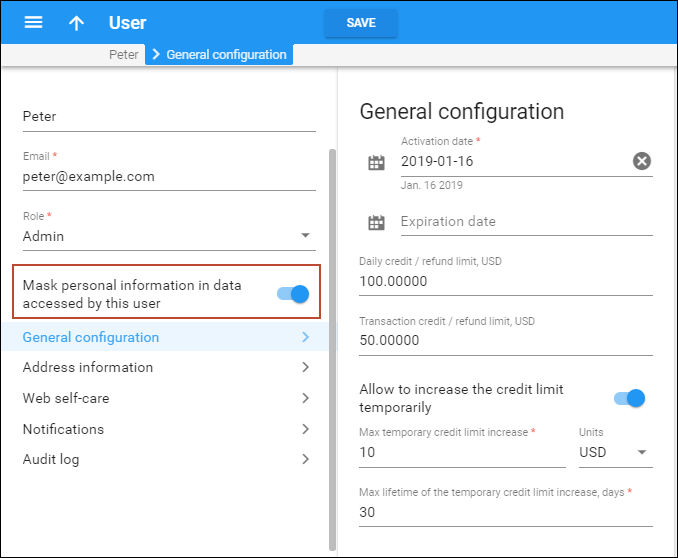 User
SAVE
Peter
General configuration
Peter
Email *
peter@example.com
Role *
Admin
Mask personal information in data
accessed by this user
General configuration
Address information
Web self-care
Notifications
Audit log
General configuration
Activation date *
2019-01-16
Jan. 16 2019
Expiration date
Daily credit / refund limit, USD
100.00000
Transaction credit / refund limit, USD
50.00000
Allow to increase the credit limit
temporarily
Max temporary credit limit increase *
Units
10
USD
Max lifetime of the temporary credit limit increase, days *
30